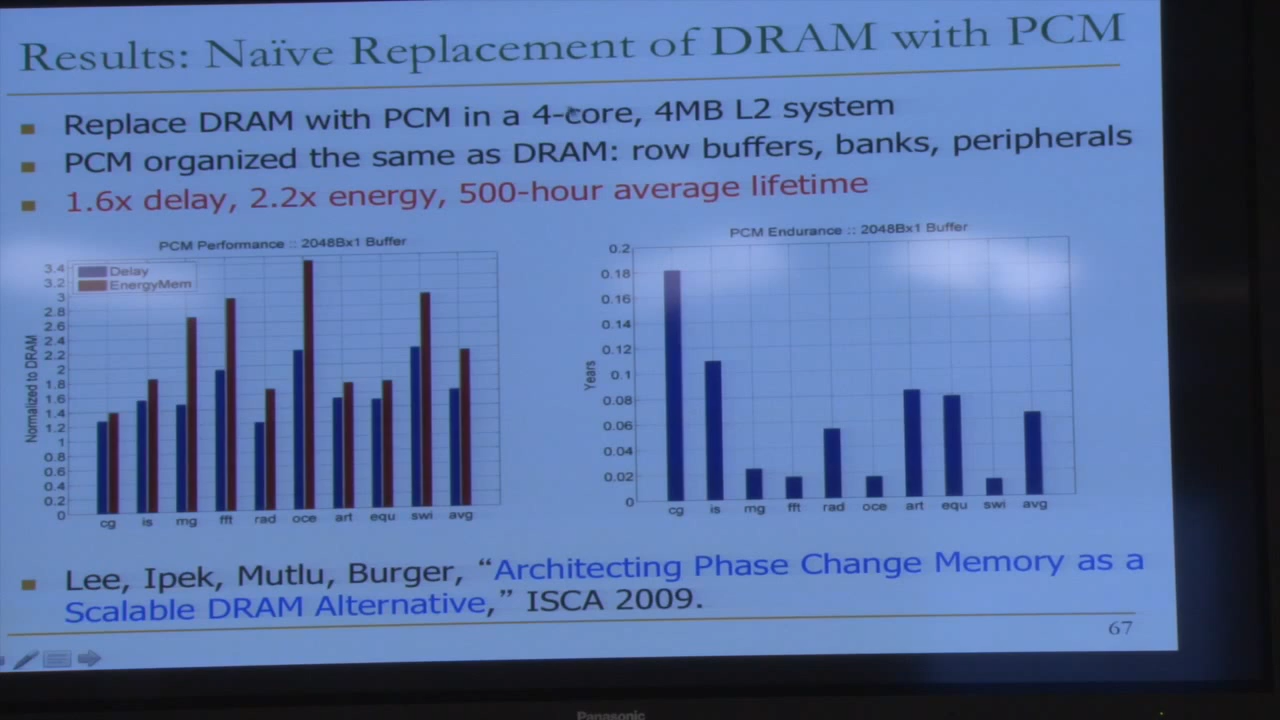 Results: Naïve Replacement of DRAM with PCM
Replace DRAM with PCM in a 4-core, 4MB L2 system
PCM organized the same as DRAM: row buffers, banks, peripherals
1.6x delay, 2.2x energy, 500-hour average lifetime
PCM Performance :: 2048Bx1 Buffer
Delay
EnergyMem
Normalized to DRAM
3.4
3.2
3
2.8
2.6
2.4
2.2
2
1.8
1.6
1.4
1.2
1
0.8
0.6
0.4
0.2
0
cg is mg fft rad oce art equ swi avg
PCM Endurance :: 2048Bx1 Buffer
Years
0.2
0.18
0.16
0.14
0.12
0.1
0.08
0.06
0.04
0.02
0
cg is mg fft rad oce art equ swi avg
Lee, Ipek, Mutlu, Burger, “Architecting Phase Change Memory as a
Scalable DRAM Alternative,” ISCA 2009.
67
Panasonic